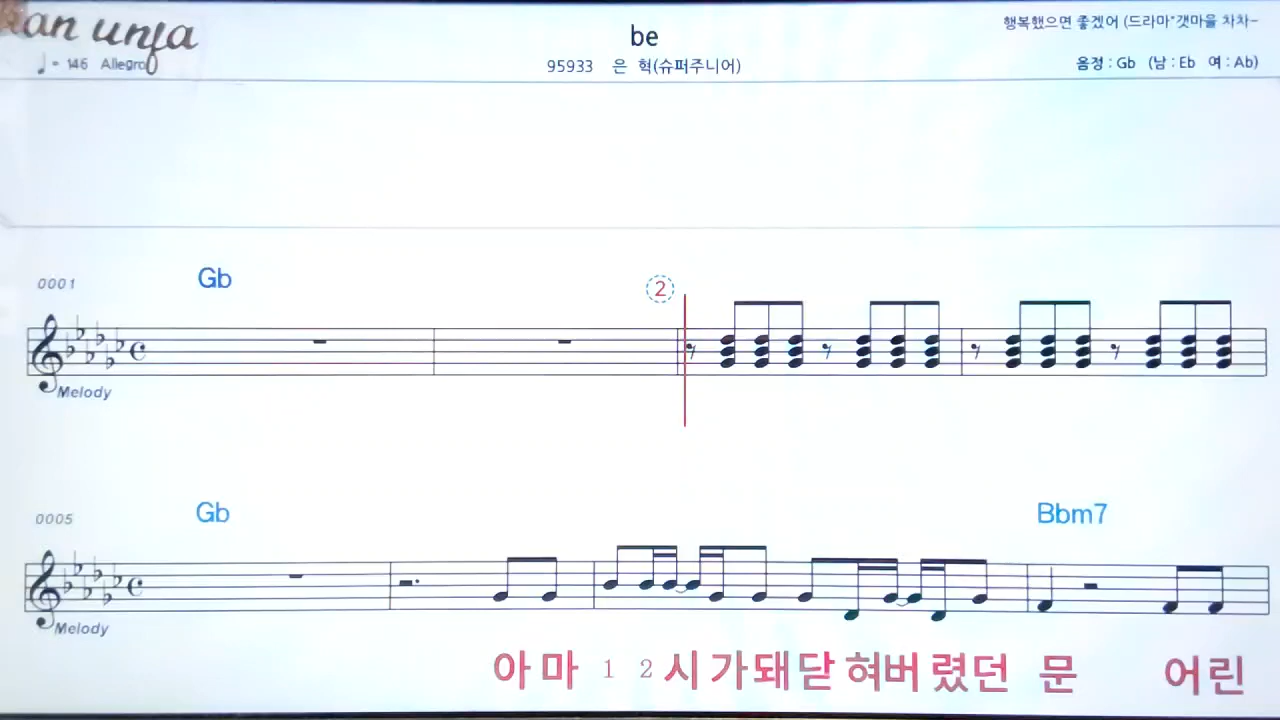 an unfa
be
행복했으면 좋겠어 (드라마"갯마을 차차~
♩= 146 Allegro
95933 은 혁(슈퍼주니어)
음정 : Gb (남 : Eb 여 : Ab)
0001
Gb
2
Melody
0005
Gb
Bbm7
Melody
아 마 1 2 시 가 돼 닫 혀 버 렸 던 문 어 린